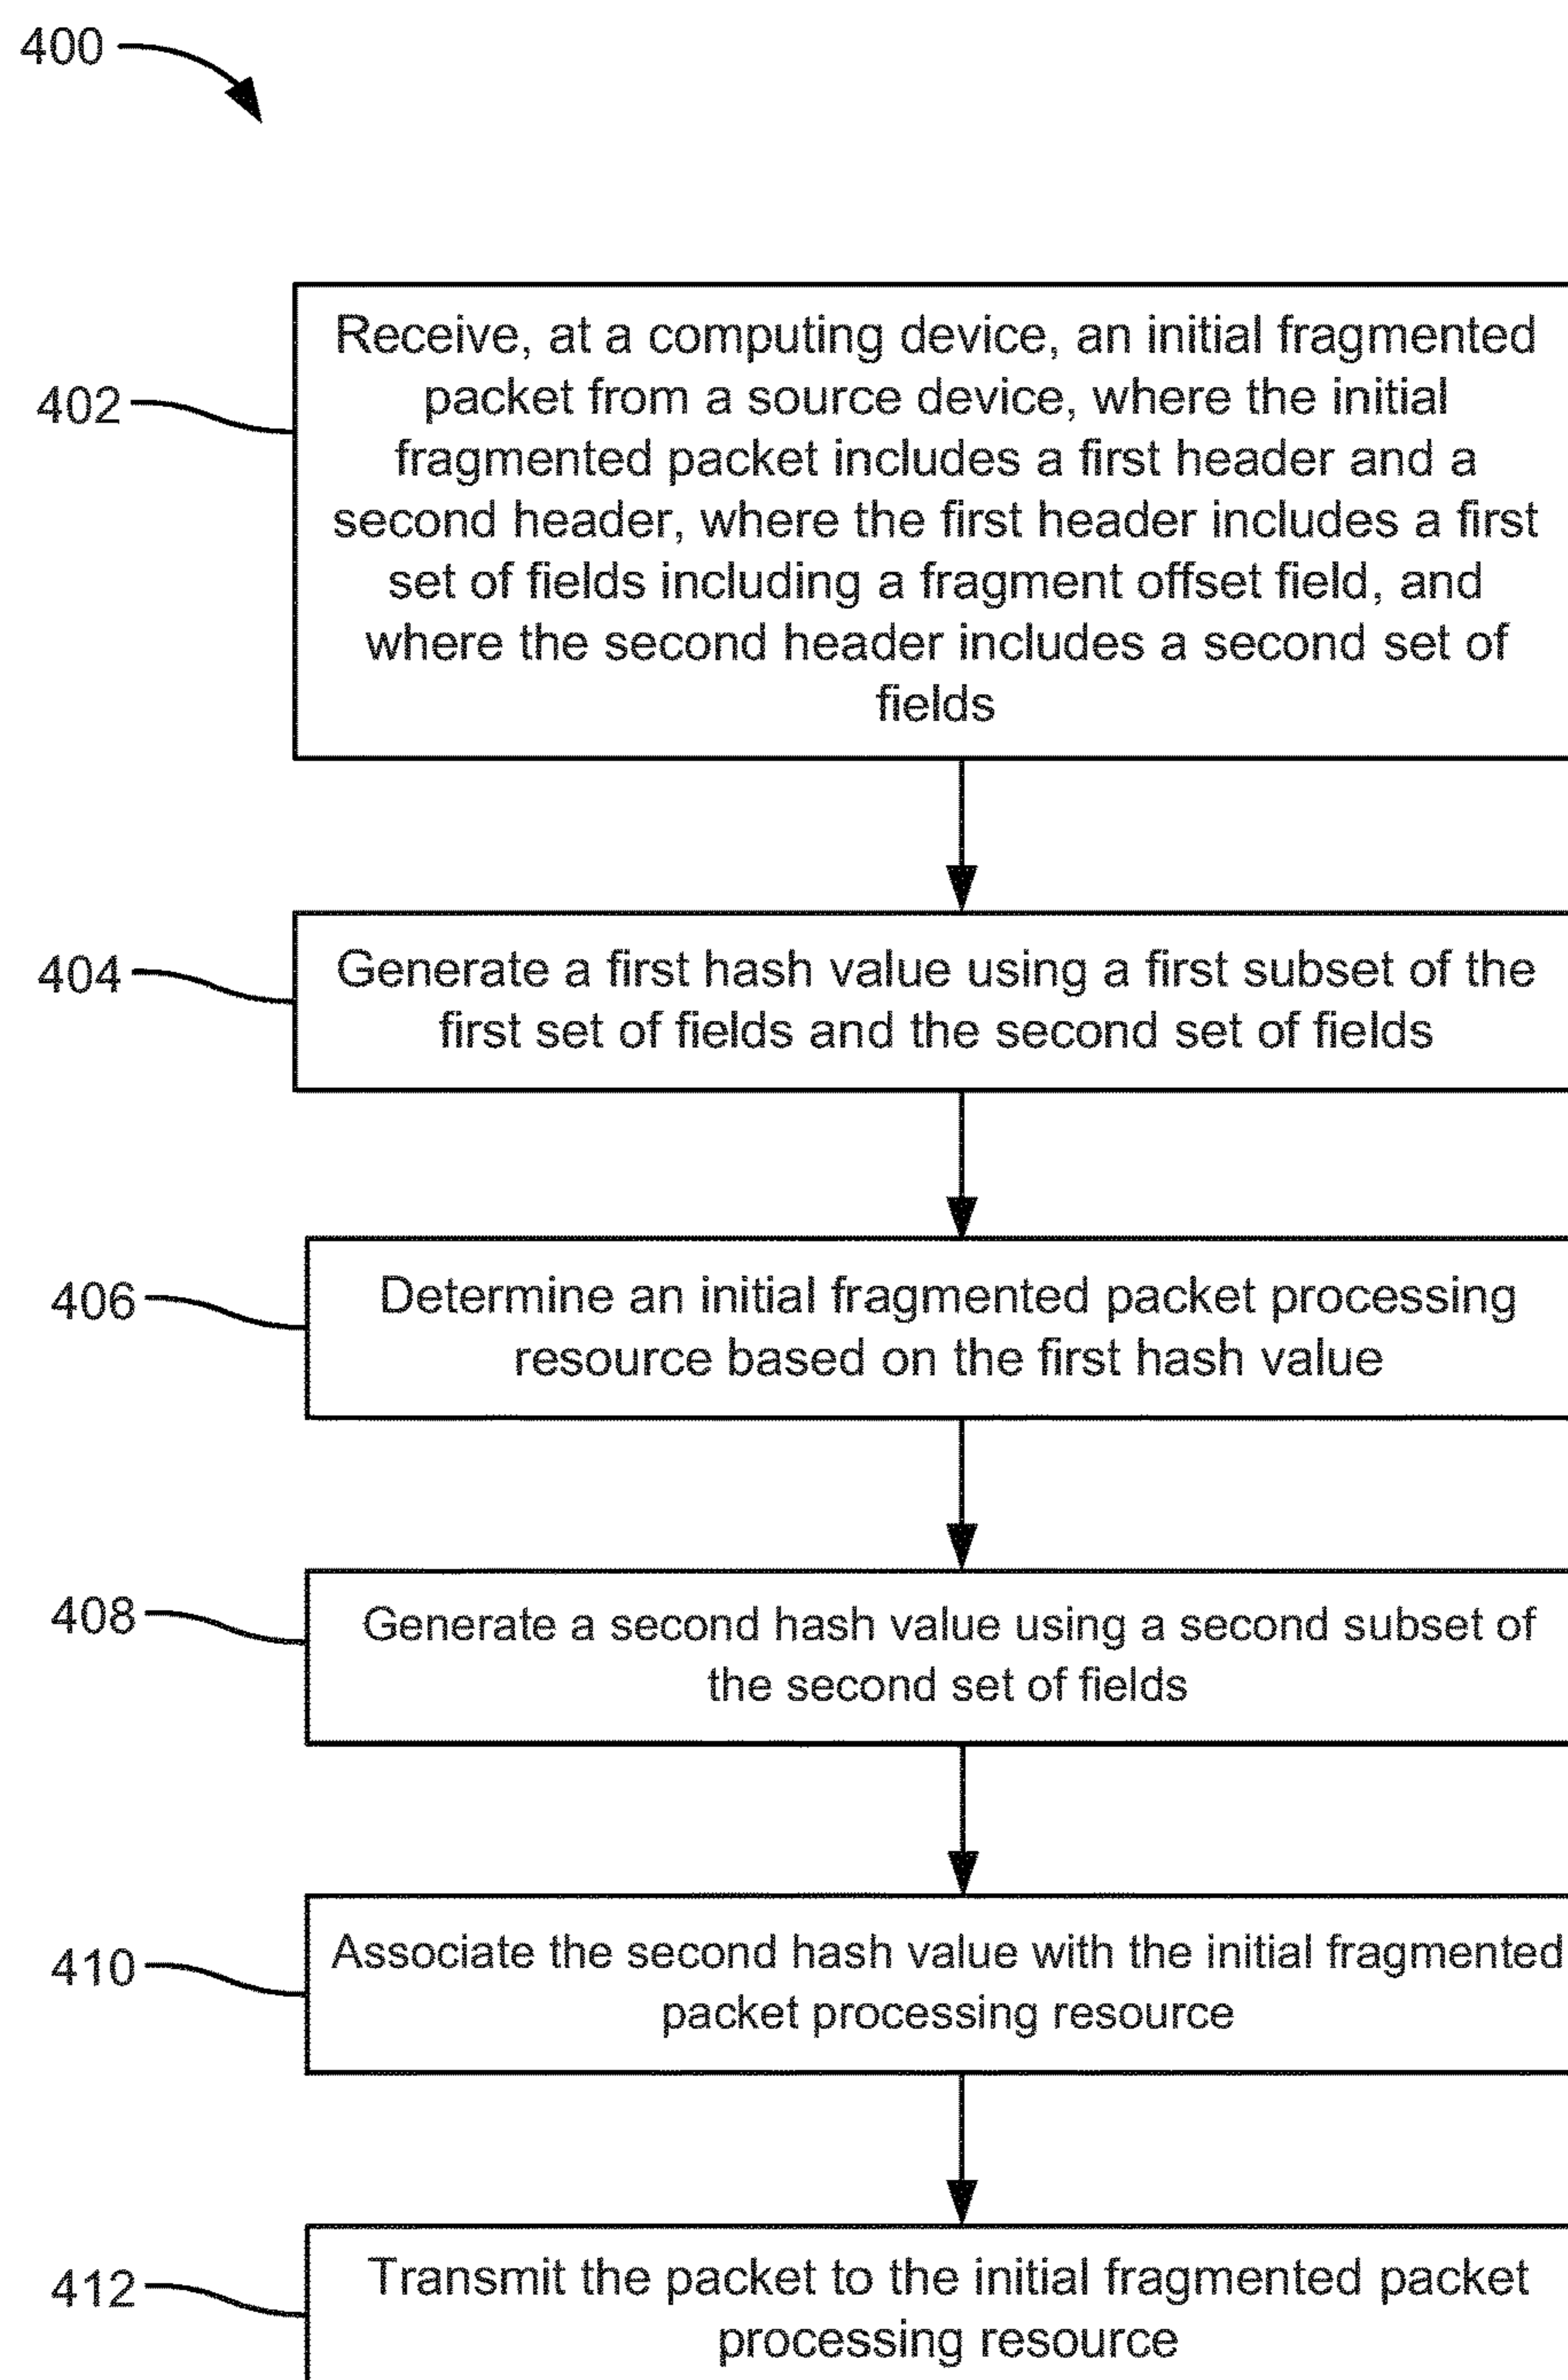 400
402
Receive, at a computing device, an initial fragmented
packet from a source device, where the initial
fragmented packet includes a first header and a
second header, where the first header includes a first
set of fields including a fragment offset field, and
where the second header includes a second set of
fields
404
Generate a first hash value using a first subset of the
first set of fields and the second set of fields
406
Determine an initial fragmented packet processing
resource based on the first hash value
408
Generate a second hash value using a second subset of
the second set of fields
410
Associate the second hash value with the initial fragmented
packet processing resource
412
Transmit the packet to the initial fragmented packet
processing resource